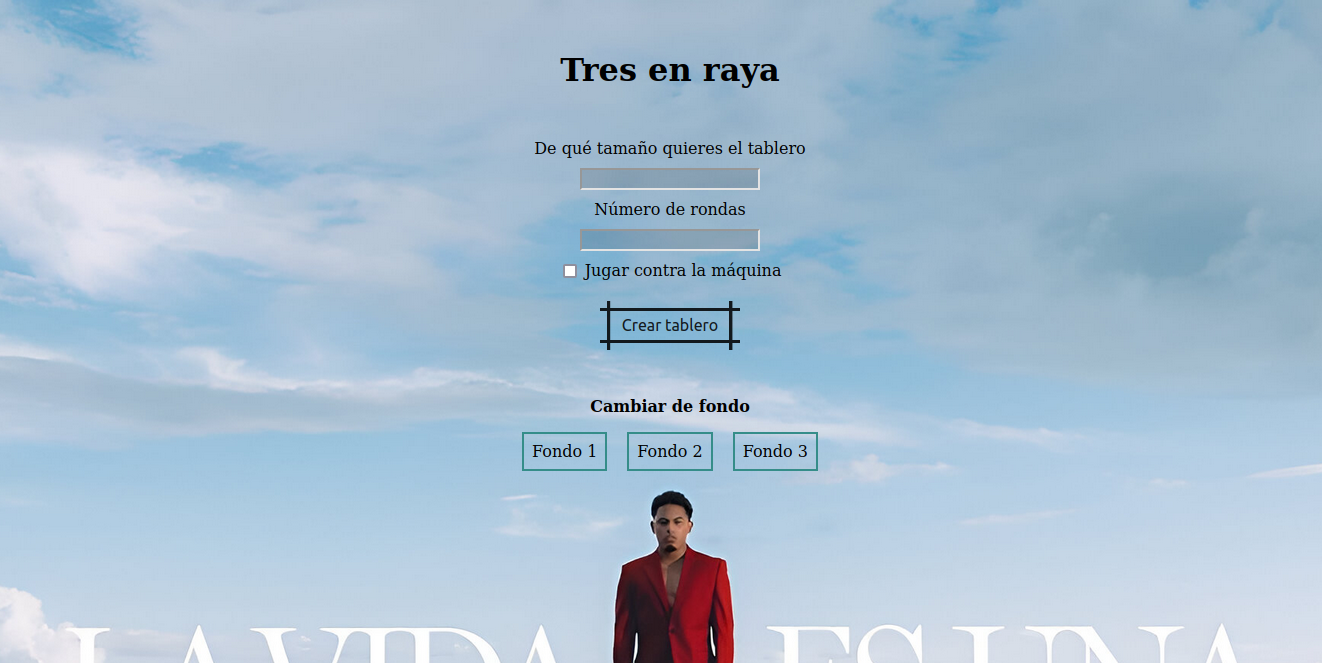 Tres en raya
De qué tamaño quieres el tablero
Número de rondas
Jugar contra la máquina
Crear tablero
Cambiar de fondo
Fondo 1 Fondo 2 Fondo 3
LA VIDA ES UNA